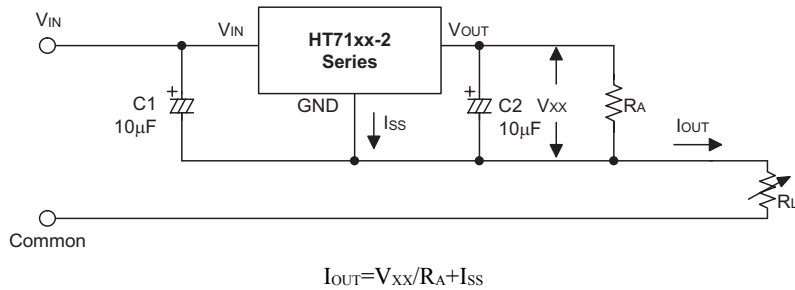 VIN
VIN
HT71xx-2
Series
VOUT
C1
10μF
GND
ISS
C2
10μF
VXX
RA
IOUT
RL
Common
IOUT=VXX/RA+ISS